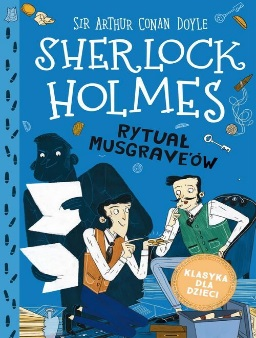 SIR ARTHUR CONAN DOYLE
SHERLOCK
HOLMES
RYTUAŁ
MUSGRAVE'ÓW
KLASYKA
DLA
DZIECI